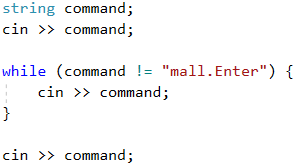 string command;
cin >> command;
while (command != "mall.Enter") {
cin >> command;
}
cin >> command;